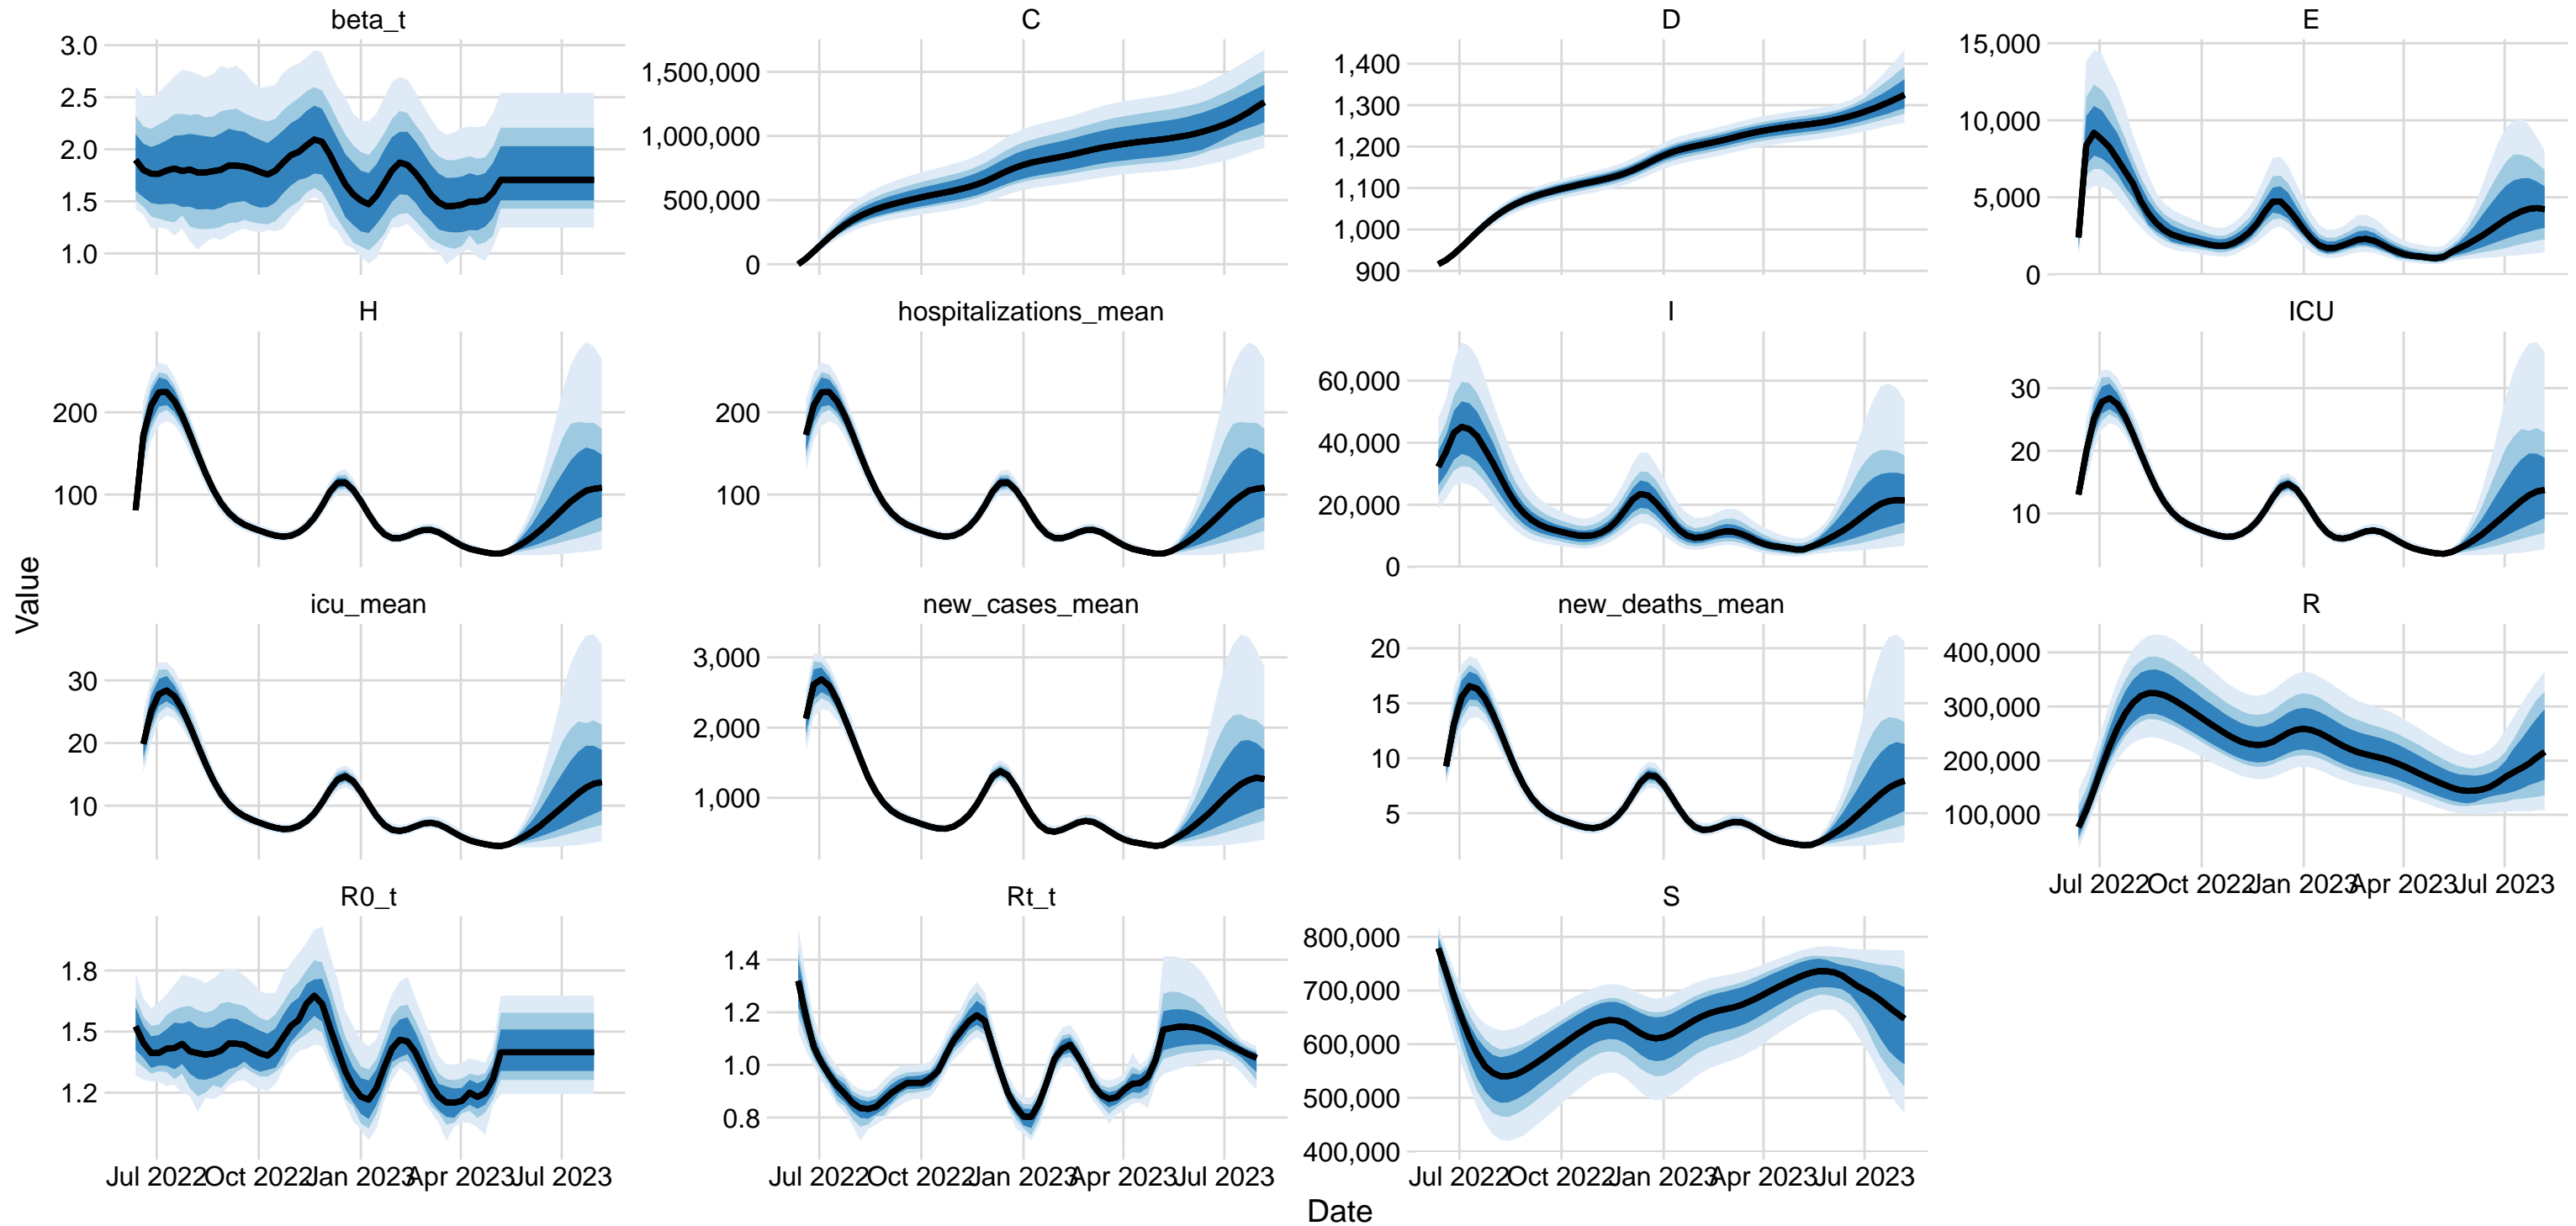 beta_t
C
D
E
3.0
2.5
2.0
1.5
1.0
1,500,000
1,000,000
500,000
0
1,400
1,300
1,200
1,100
1,000
900
15,000
10,000
5,000
0
H
hospitalizations_mean
I
ICU
200
100
200
100
60,000
40,000
20,000
0
30
20
10
Value
icu_mean
new_cases_mean
new_deaths_mean
R
30
20
10
3,000
2,000
1,000
20
15
10
5
400,000
300,000
200,000
100,000
Jul 2022 Oct 2022 Jan 2023 Apr 2023 Jul 2023
R0_t
Rt_t
S
1.8
1.5
1.2
1.4
1.2
1.0
0.8
800,000
700,000
600,000
500,000
400,000
Jul 2022 Oct 2022 Jan 2023 Apr 2023 Jul 2023
Jul 2022 Oct 2022 Jan 2023 Apr 2023 Jul 2023
Jul 2022 Oct 2022 Jan 2023 Apr 2023 Jul 2023
Date